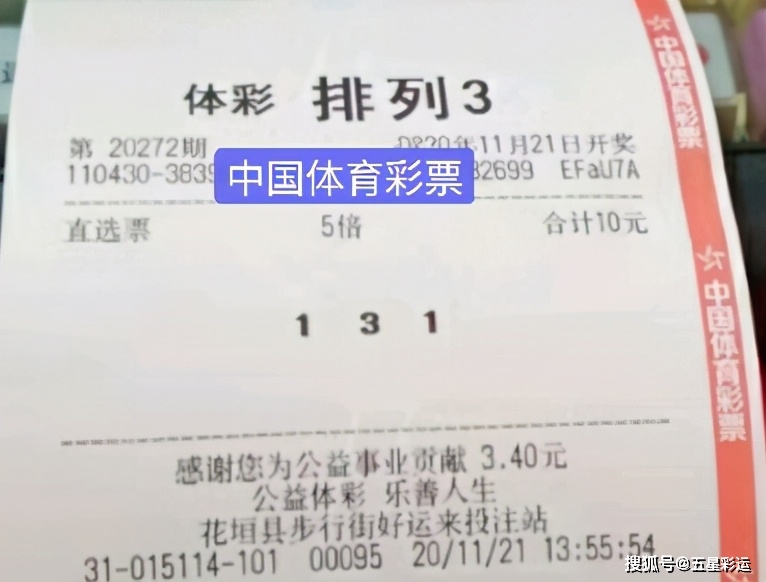 体彩 排列3
第 20272期 20年11月21日开奖
110430-3839 32699 EFaU7A
中国体育彩票
直选票 5倍 合计10元
1 3 1
感谢您为公益事业贡献 3.40元
公益体彩 乐善人生
花垣县步行街好运来投注站
31-015114-101 00095 20/11/21 13:55:54
中国体育彩票
中国体育彩票
搜狐号@五星彩运